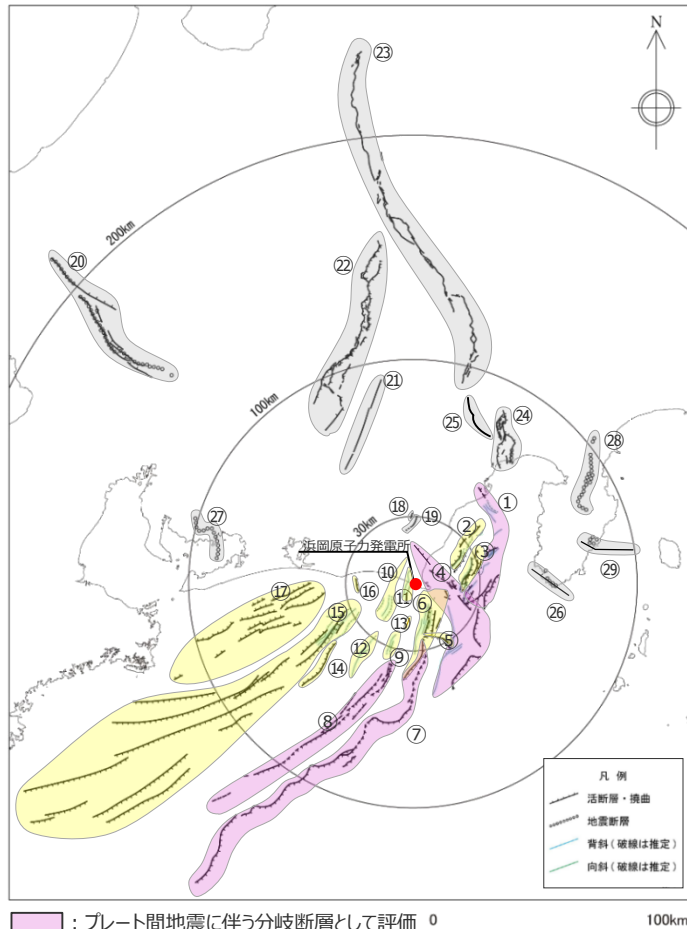 ㉓
N
200km
⑳
㉒
㉑
100km
㉕
㉔
㉘
①
㉗
⑱
⑲
30km
②
浜岡原子力発電所
③
㉙
④
⑩
⑯
⑰
⑪
⑥
㉖
⑮
⑬
⑤
⑫
⑨
⑭
⑧
⑦
凡 例
活断層・撓曲
地震断層
背斜(破線は推定)
向斜(破線は推定)
:プレート間地震に伴う分岐断層として評価 0 100km